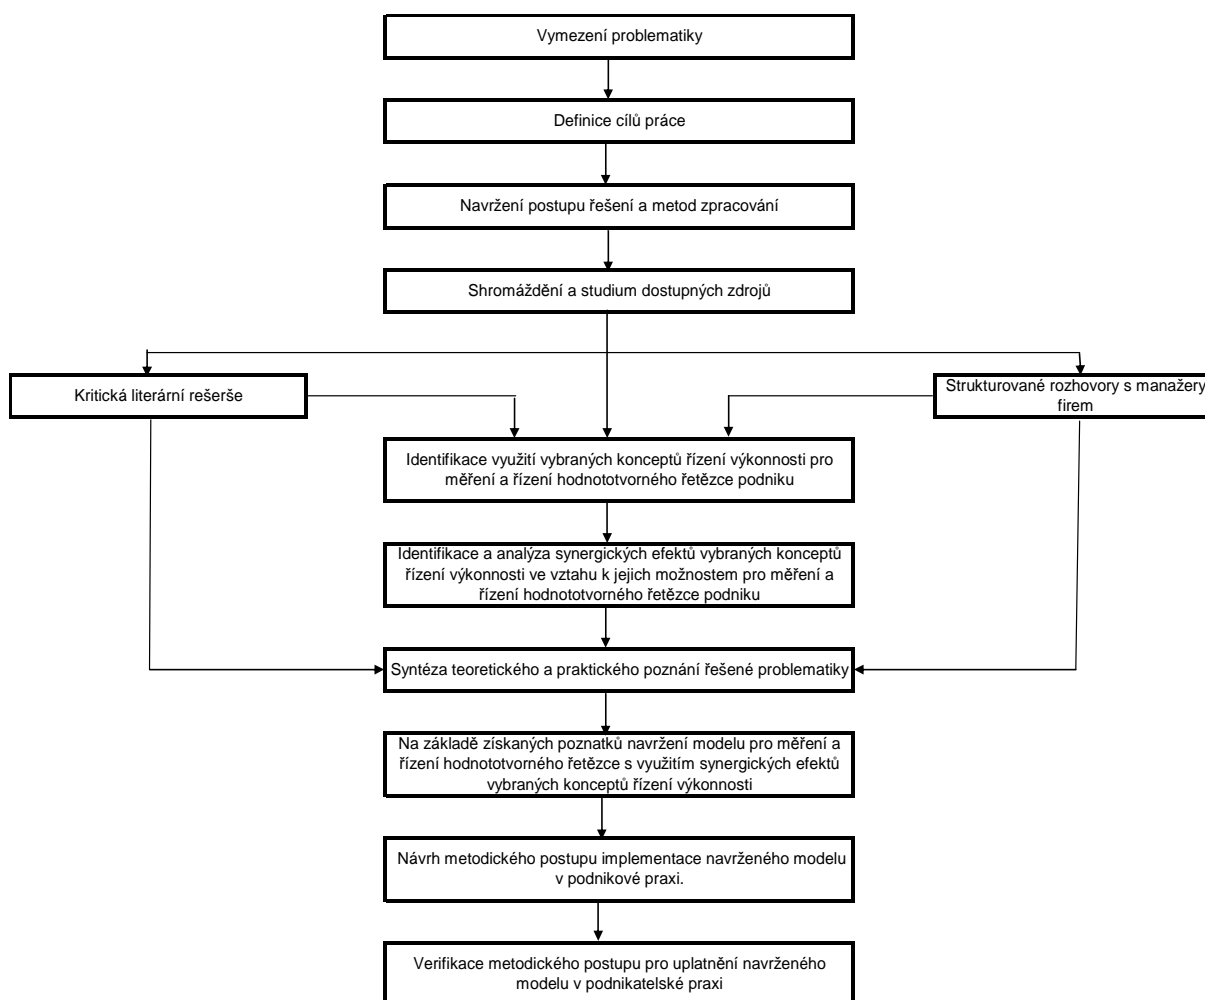 Vymezení problematiky
Definice cílů práce
Navržení postupu řešení a metod zpracování
Shromáždění a studium dostupných zdrojů
Kritická literární rešerše
Strukturované rozhovory s manažery
firem
Identifikace využití vybraných konceptů řízení výkonnosti pro
měření a řízení hodnototvorného řetězce podniku
Identifikace a analýza synergických efektů vybraných konceptů
řízení výkonnosti ve vztahu k jejich možnostem pro měření a
řízení hodnototvorného řetězce podniku
Syntéza teoretického a praktického poznání řešené problematiky
Na základě získaných poznatků navržení modelu pro měření a
řízení hodnototvorného řetězce s využitím synergických efektů
vybraných konceptů řízení výkonnosti
Návrh metodického postupu implementace navrženého modelu
v podnikové praxi.
Verifikace metodického postupu pro uplatnění navrženého
modelu v podnikatelské praxi